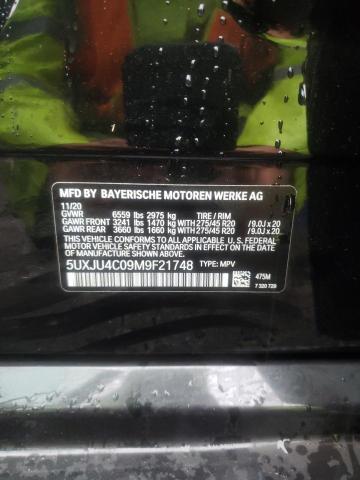 MFD BY BAYERISCHE MOTOREN WERKE AG
11/20
GVWR 6559 lbs 2975 kg TIRE / RIM
GAWR FRONT 3241 lbs 1470 kg WITH 275/45 R20 /9.0J x 20
GAWR REAR 3660 lbs 1660 kg WITH 275/45 R20 /9.0J x 20
THIS VEHICLE CONFORMS TO ALL APPLICABLE
U.S. FEDERAL MOTOR VEHICLE SAFETY STANDARDS
IN EFFECT ON THE DATE OF MANUFACTURE SHOWN ABOVE.
5UXJU4C09M9F21748 TYPE: MPV
475M
7 320 729